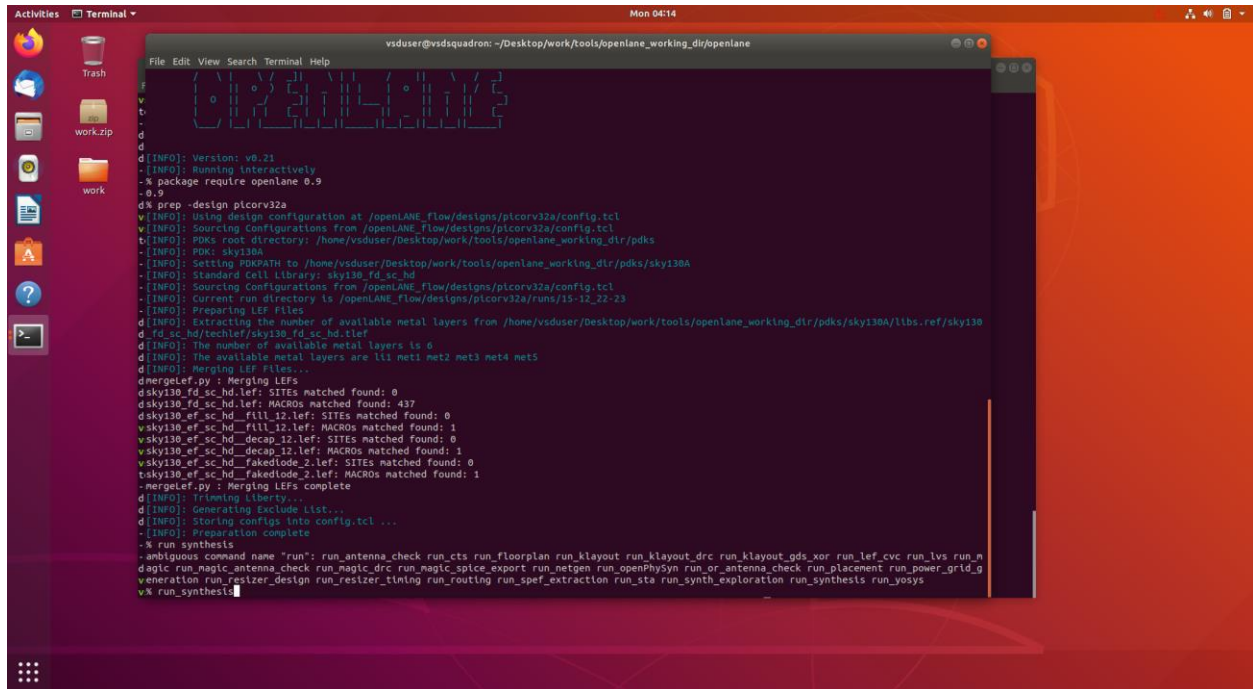 Activities
Terminal
Mon 04:14
Trash
work.zip
work
vsduser@vsdsquadron: ~/Desktop/work/tools/openlane_working_dir/openlane
File Edit View Search Terminal Help
[INFO]: Version: v0.21
[INFO]: Running interactively
% package require openlane 0.9
0.9
% prep -design picorv32a
[INFO]: Using design configuration at /openLANE_flow/designs/picorv32a/config.tcl
[INFO]: Sourcing Configurations from /openLANE_flow/designs/picorv32a/config.tcl
[INFO]: PDKs root directory: /home/vsduser/Desktop/work/tools/openlane_working_dir/pdks
[INFO]: PDK: sky130A
[INFO]: Setting PDKPATH to /home/vsduser/Desktop/work/tools/openlane_working_dir/pdks/sky130A
[INFO]: Standard Cell Library: sky130_fd_sc_hd
[INFO]: Sourcing Configurations from /openLANE_flow/designs/picorv32a/config.tcl
[INFO]: Current run directory is /openLANE_flow/designs/picorv32a/runs/15-12_22-23
[INFO]: Preparing LEF Files
[INFO]: Extracting the number of available metal layers from /home/vsduser/Desktop/work/tools/openlane_working_dir/pdks/sky130A/libs.ref/sky130
_fd_sc_hd/techlef/sky130_fd_sc_hd.tlef
[INFO]: The number of available metal layers is 6
[INFO]: The available metal layers are li1 met1 met2 met3 met4 met5
[INFO]: Merging LEF Files...
mergeLef.py : Merging LEFs
sky130_fd_sc_hd.lef: SITEs matched found: 0
sky130_fd_sc_hd.lef: MACROs matched found: 437
sky130_ef_sc_hd__fill_12.lef: SITEs matched found: 0
sky130_ef_sc_hd__fill_12.lef: MACROs matched found: 1
sky130_ef_sc_hd__decap_12.lef: SITEs matched found: 0
sky130_ef_sc_hd__decap_12.lef: MACROs matched found: 1
sky130_ef_sc_hd__fakediode_2.lef: SITEs matched found: 0
sky130_ef_sc_hd__fakediode_2.lef: MACROs matched found: 1
mergeLef.py : Merging LEFs complete
[INFO]: Trimming Liberty...
[INFO]: Generating Exclude List...
[INFO]: Storing configs into config.tcl ...
[INFO]: Preparation complete
% run synthesis
ambiguous command name "run": run_antenna_check run_cts run_floorplan run_klayout run_klayout_drc run_klayout_gds_xor run_lef_cvc run_lvs run_m
agic run_magic_antenna_check run_magic_drc run_magic_spice_export run_netgen run_openPhySyn run_or_antenna_check run_placement run_power_grid_g
eneration run_resizer_design run_resizer_timing run_routing run_spef_extraction run_sta run_synth_exploration run_synthesis run_yosys
% run_synthesis